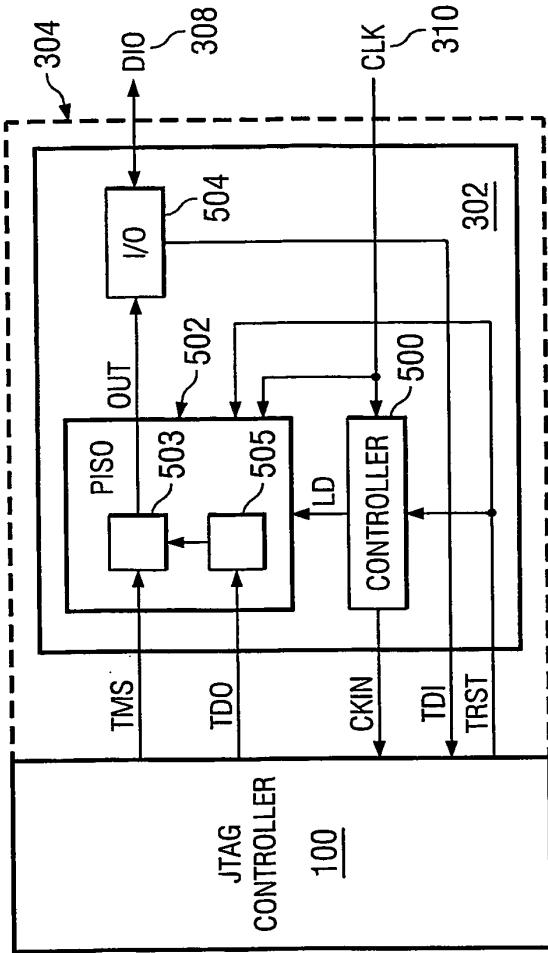 304
DIO
308
I/O
504
302
CLK
310
OUT
502
PISO
503
505
LD
CONTROLLER
500
TMS
TDO
CKIN
TDI
TRST
JTAG
CONTROLLER
100